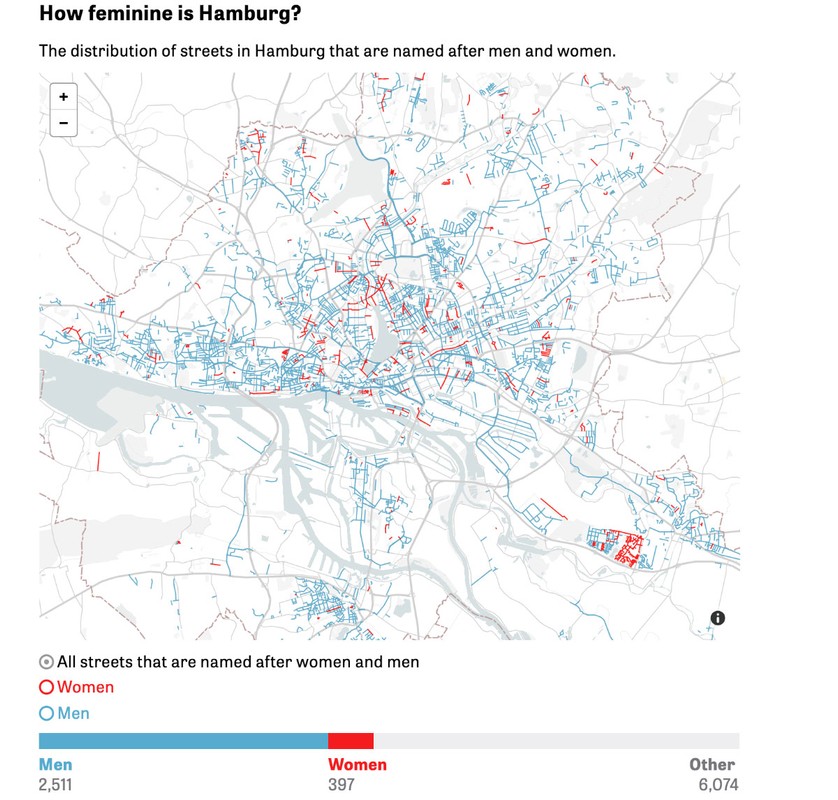 How feminine is Hamburg?
The distribution of streets in Hamburg that are named after men and women.
+
−
i
All streets that are named after women and men
Women
Men
Men Women Other
2,511 397 6,074